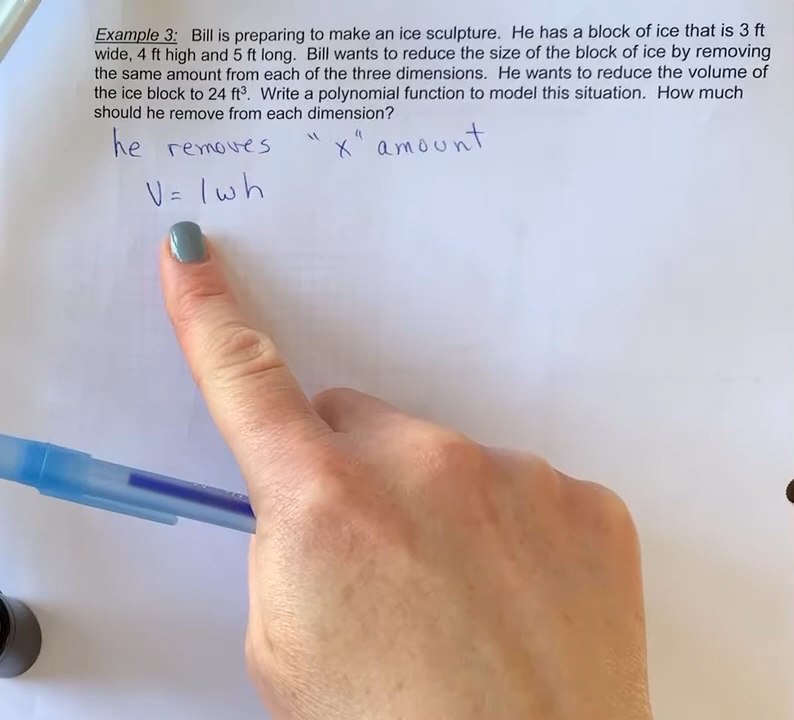 Example 3: Bill is preparing to make an ice sculpture. He has a block of ice that is 3 ft
wide, 4 ft high and 5 ft long. Bill wants to reduce the size of the block of ice by removing
the same amount from each of the three dimensions. He wants to reduce the volume of
the ice block to 24 ft³. Write a polynomial function to model this situation. How much
should he remove from each dimension?
he removes "x" amount
V = lwh